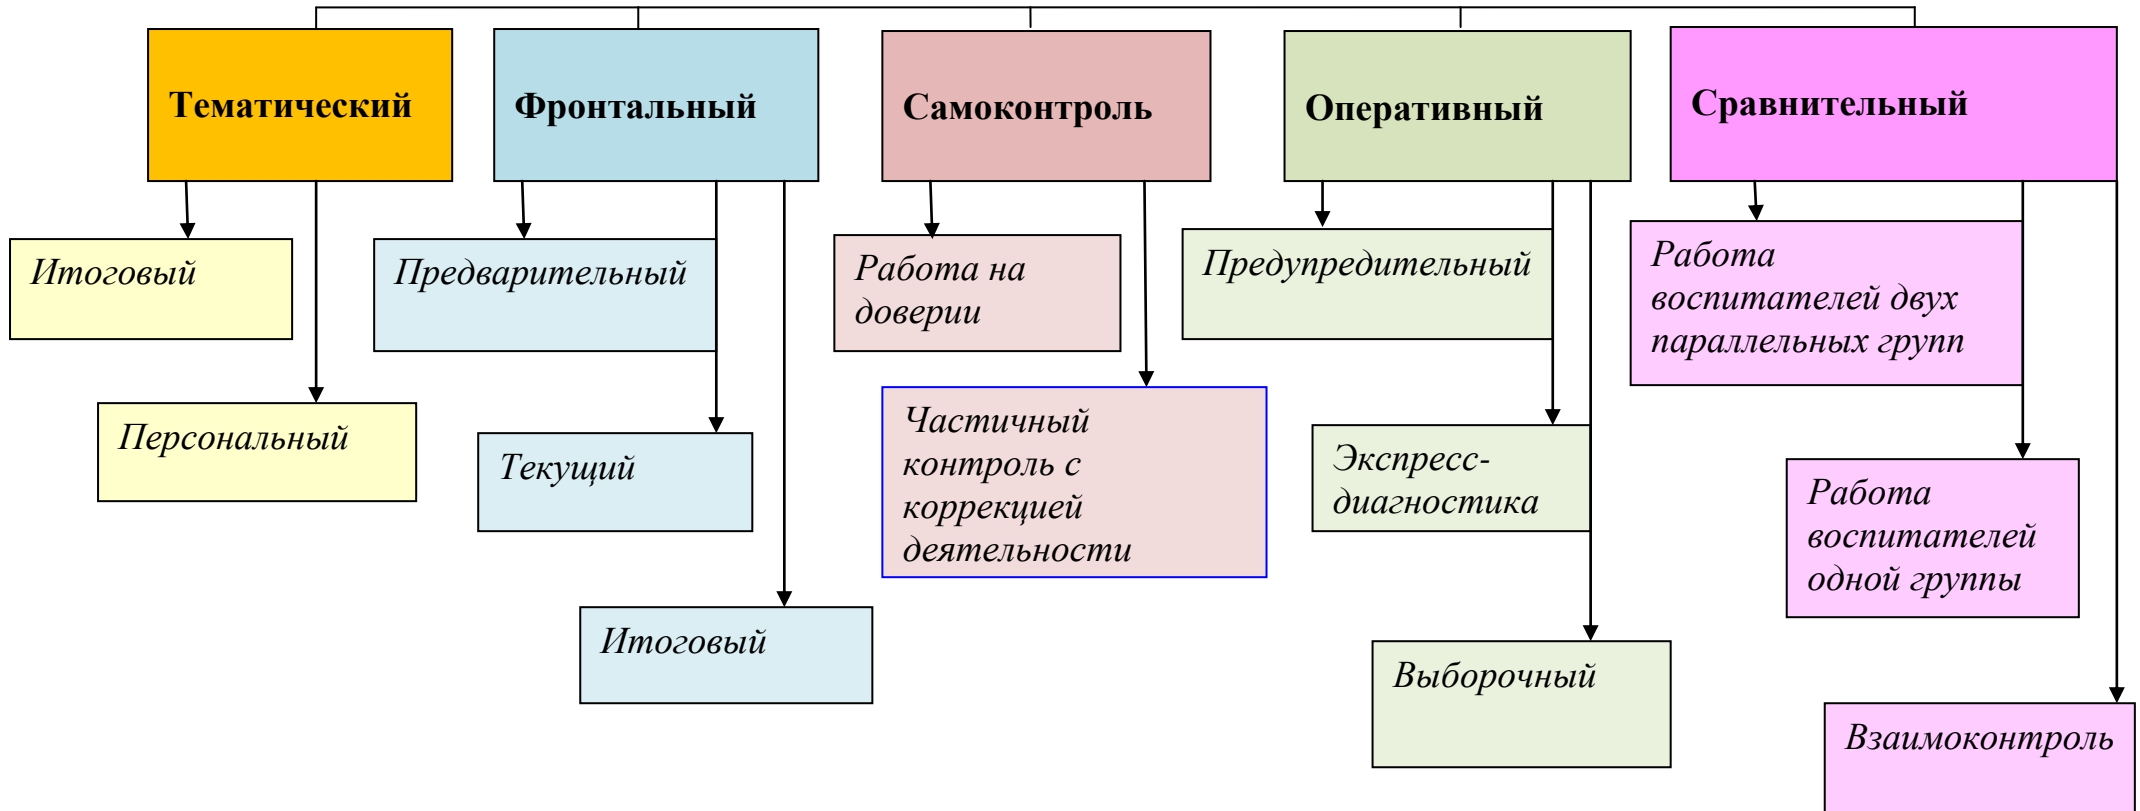 Тематический
Фронтальный
Самоконтроль
Оперативный
Сравнительный
Итоговый
Предварительный
Работа на
доверии
Предупредительный
Работа
воспитателей двух
параллельных групп
Персональный
Текущий
Частичный
контроль с
коррекцией
деятельности
Экспресс-
диагностика
Работа
воспитателей
одной группы
Итоговый
Выборочный
Взаимоконтроль